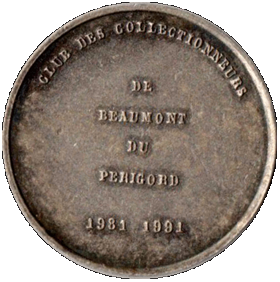 CLUB DES COLLECTIONNEURS
DE
BEAUMONT
DU
PERIGORD
1981 1991